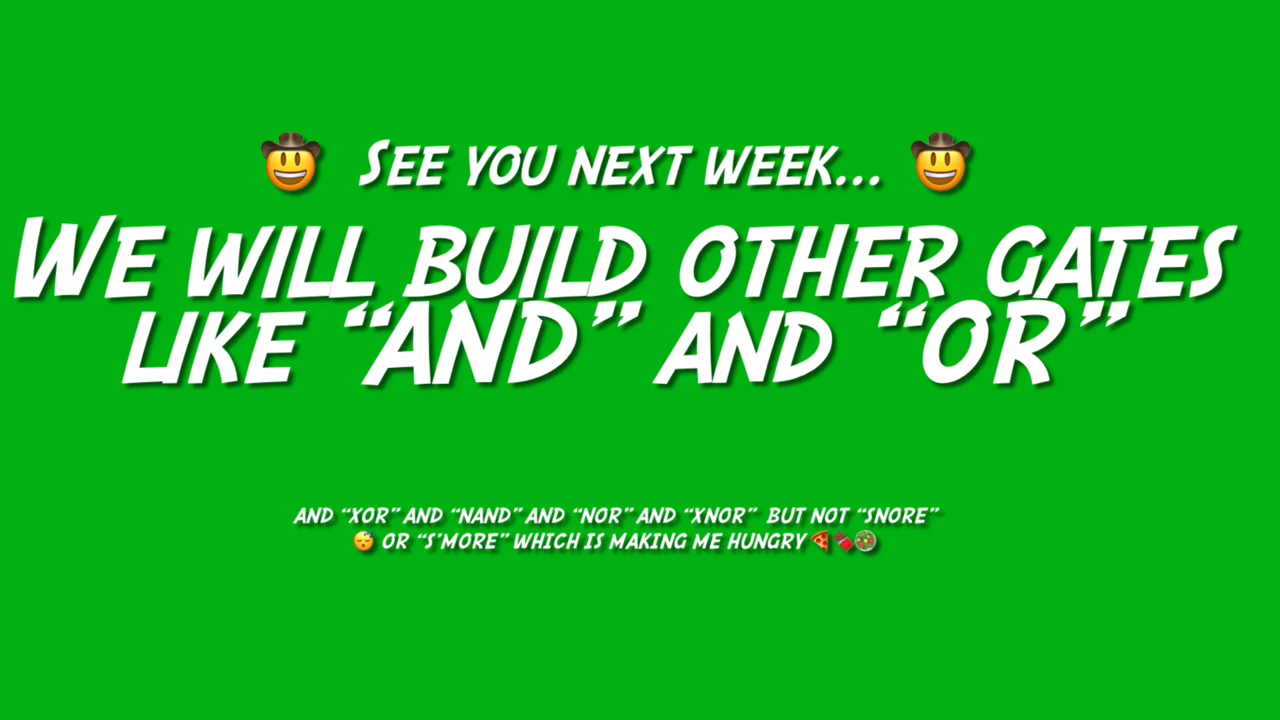 🤠 See you next week... 🤠
We will build other gates
like “AND” and “OR”
and “XOR” and “NAND” and “NOR” and “XNOR” but not “SNORE”
😴 or “S'MORE” which is making me hungry 🍕🍫🥗